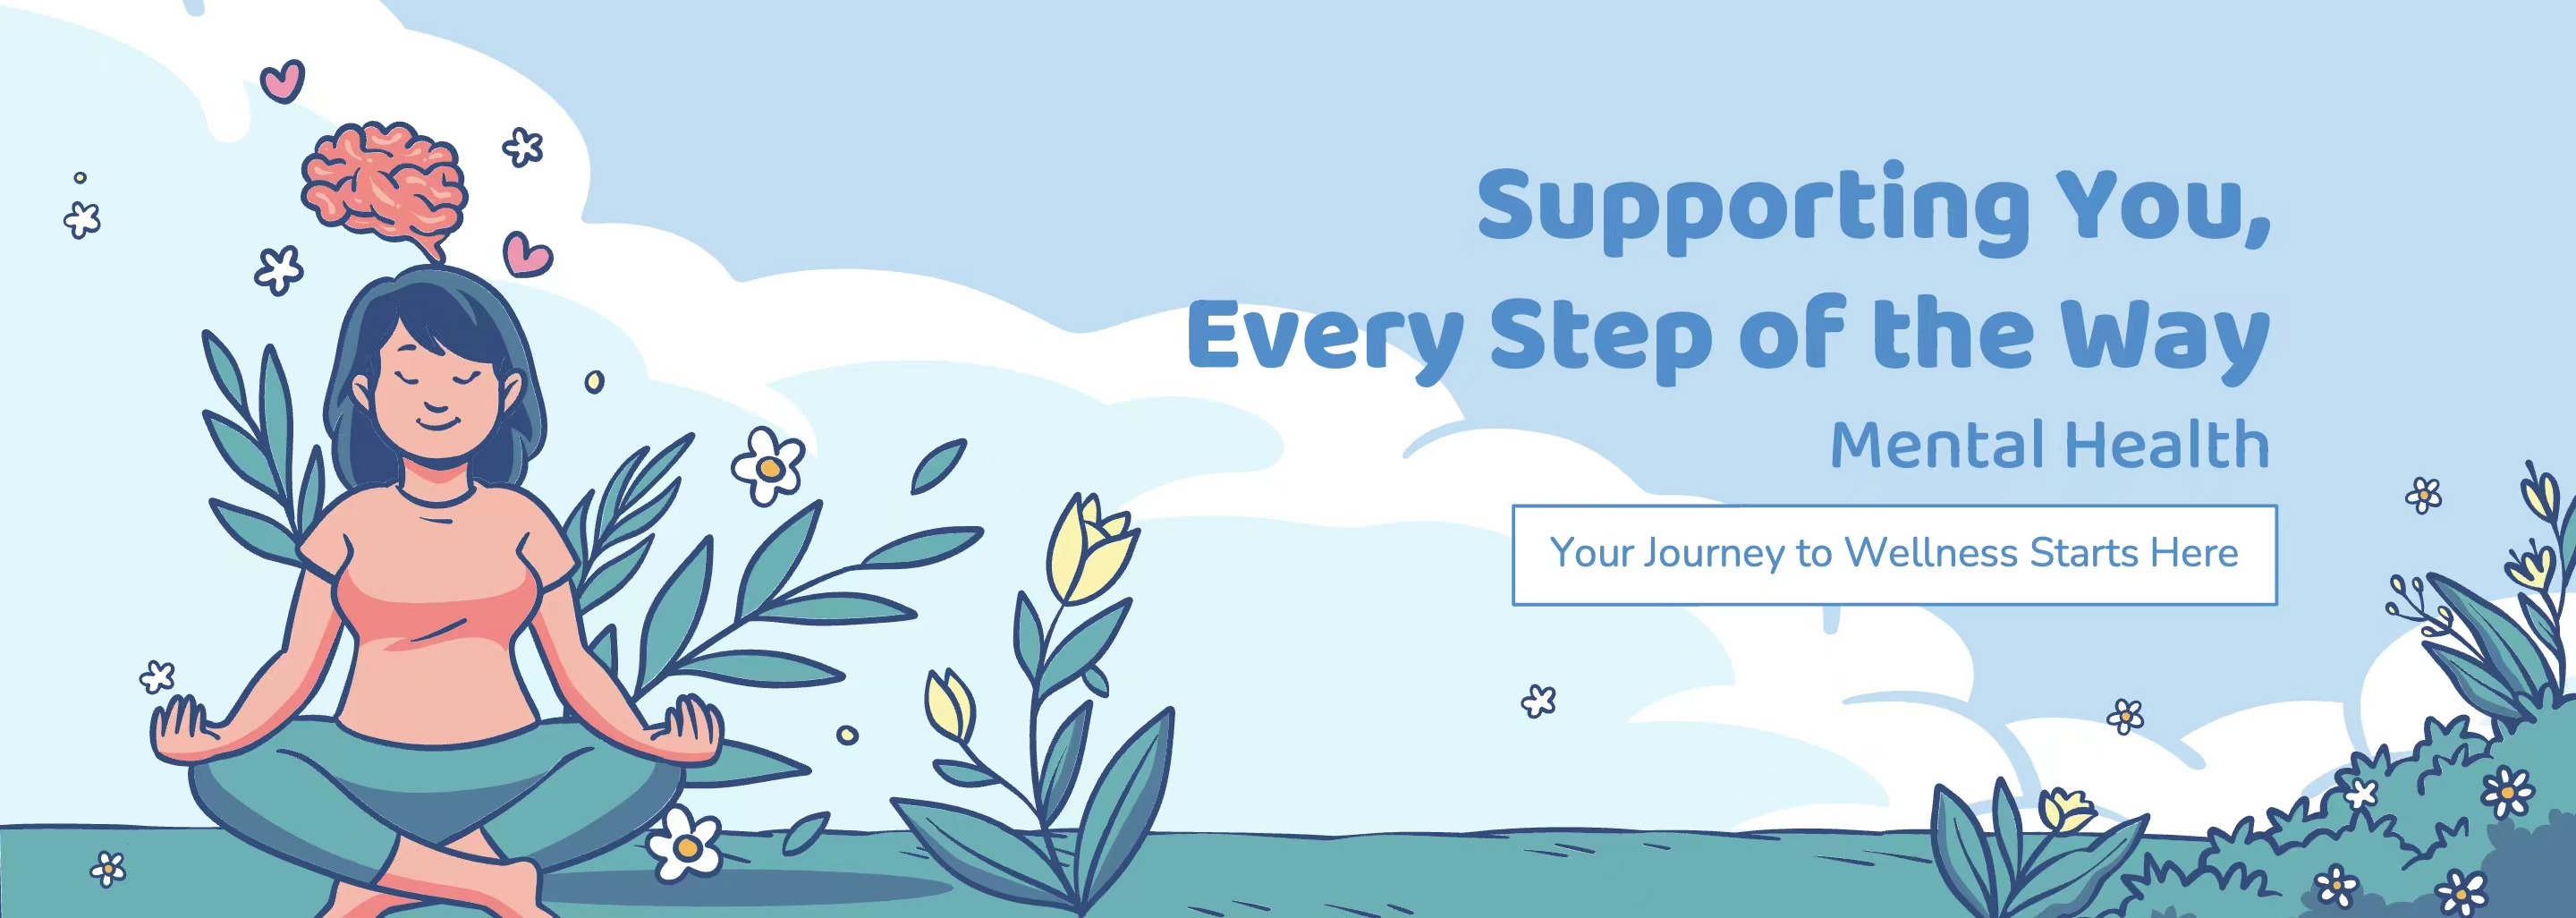 Supporting You,
Every Step of the Way
Mental Health
Your Journey to Wellness Starts Here